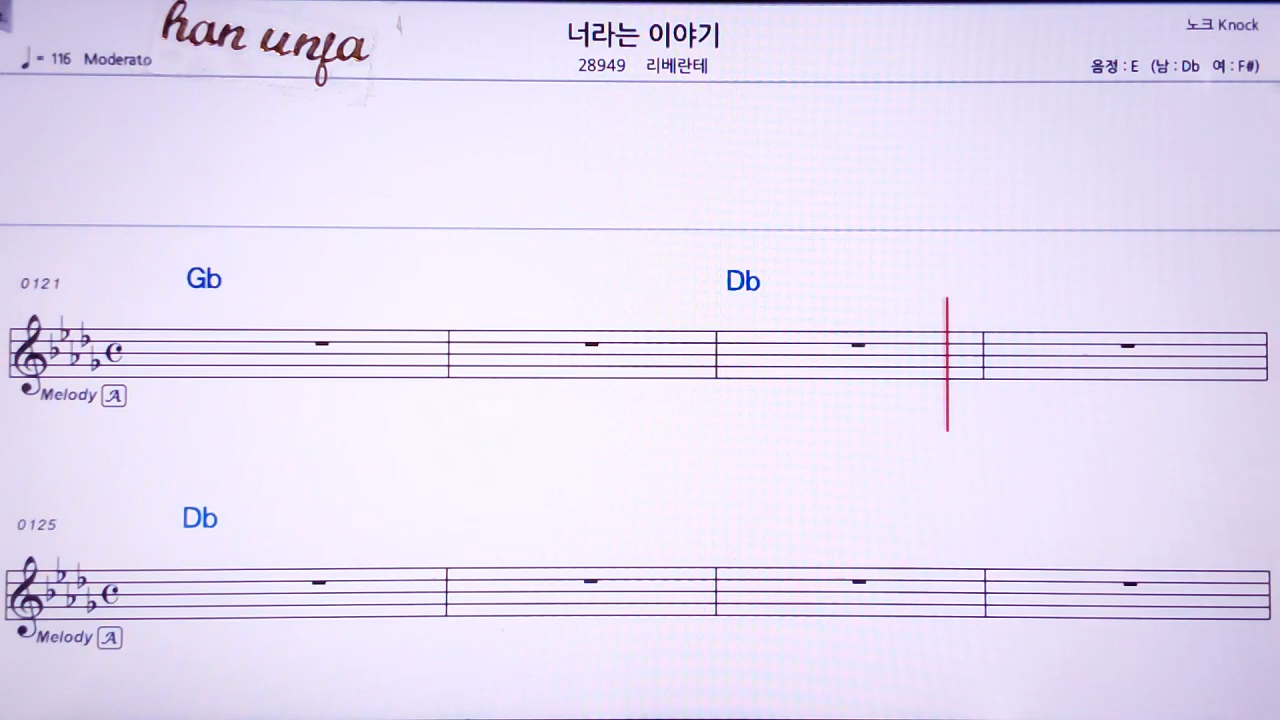 han unja
너라는 이야기
노크 Knock
♩ = 116 Moderato
28949 리베란테
음정 : E (남 : Db 여 : F#)
0121 Gb Db
Melody A
0125 Db
Melody A